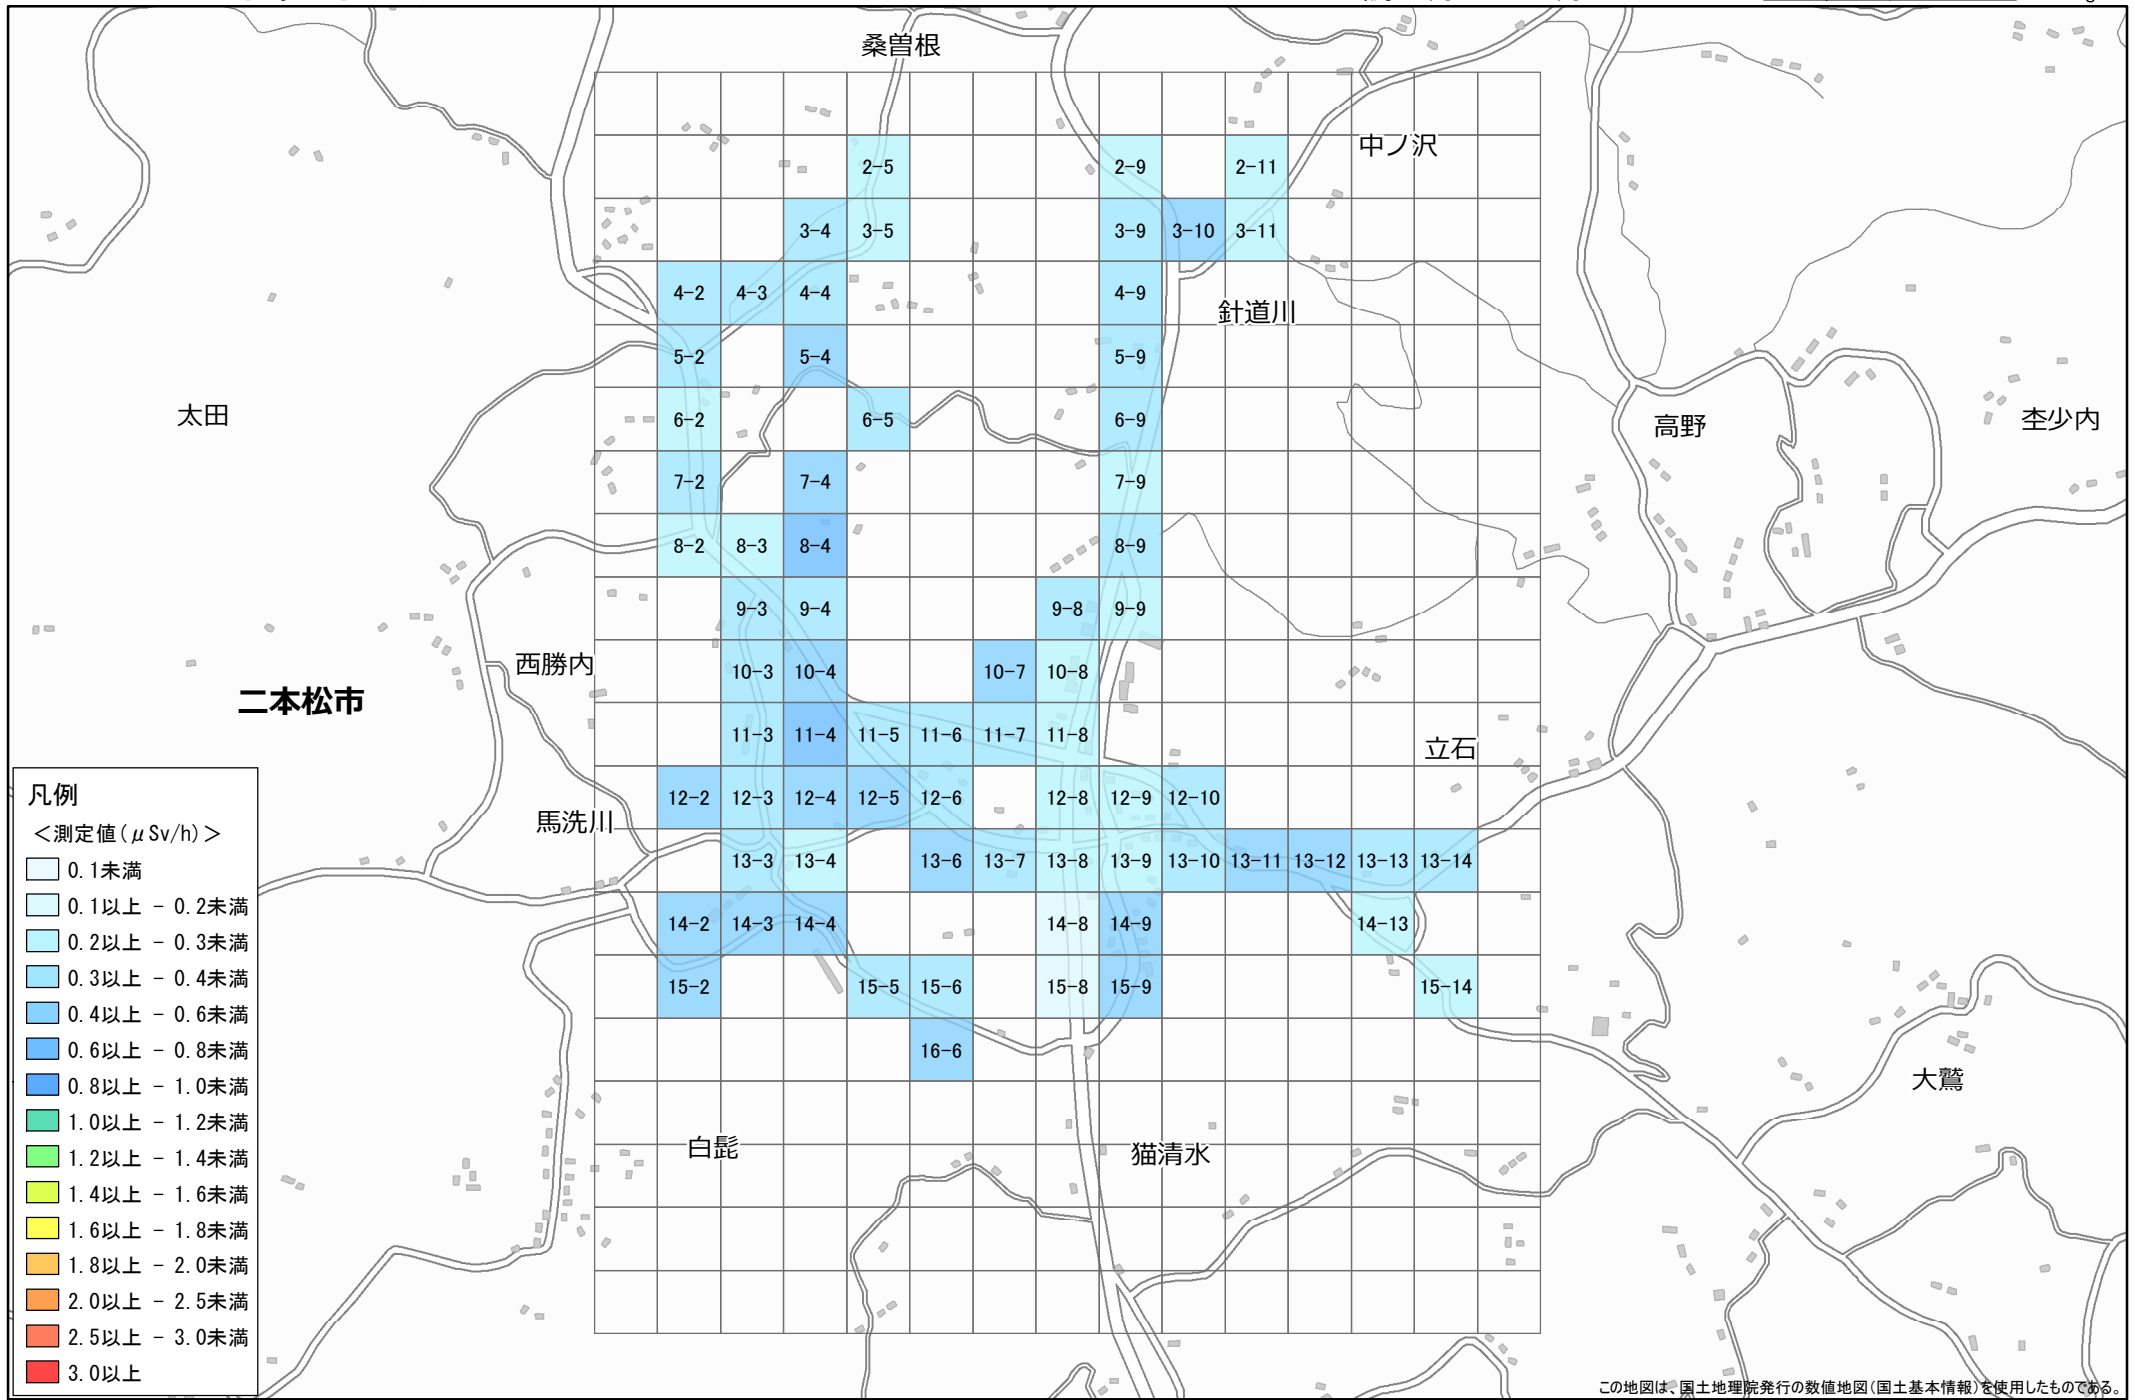 桑曽根
中ノ沢
2-5 2-9 2-11
3-4 3-5 3-9 3-10 3-11
4-2 4-3 4-4 4-9
針道川
5-2 5-4 5-9
太田
6-2 6-5 6-9
高野
杢少内
7-2 7-4 7-9
8-2 8-3 8-4 8-9
9-3 9-4 9-8 9-9
西勝内
10-3 10-4 10-7 10-8
二本松市
11-3 11-4 11-5 11-6 11-7 11-8
立石
12-2 12-3 12-4 12-5 12-6 12-8 12-9 12-10
馬洗川
13-3 13-4 13-6 13-7 13-8 13-9 13-10 13-11 13-12 13-13 13-14
14-2 14-3 14-4 14-8 14-9 14-13
15-2 15-5 15-6 15-8 15-9 15-14
16-6
大鷲
白髭
猫清水
凡例
＜測定値(μSv/h)＞
0.1未満
0.1以上 - 0.2未満
0.2以上 - 0.3未満
0.3以上 - 0.4未満
0.4以上 - 0.6未満
0.6以上 - 0.8未満
0.8以上 - 1.0未満
1.0以上 - 1.2未満
1.2以上 - 1.4未満
1.4以上 - 1.6未満
1.6以上 - 1.8未満
1.8以上 - 2.0未満
2.0以上 - 2.5未満
2.5以上 - 3.0未満
3.0以上
この地図は、国土地理院発行の数値地図(国土基本情報)を使用したものである。